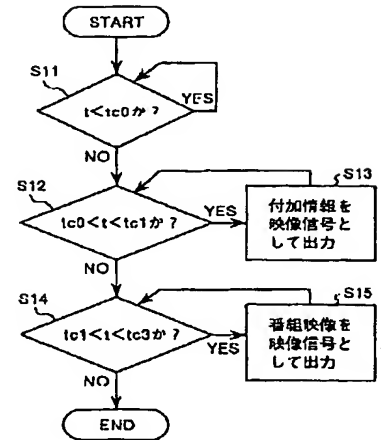 START
S11
t<tc0か?
YES
NO
S12
tc0<t<tc1か?
YES
S13
付加情報を
映像信号と
して出力
NO
S14
tc1<t<tc3か?
YES
S15
番組映像を
映像信号と
して出力
NO
END